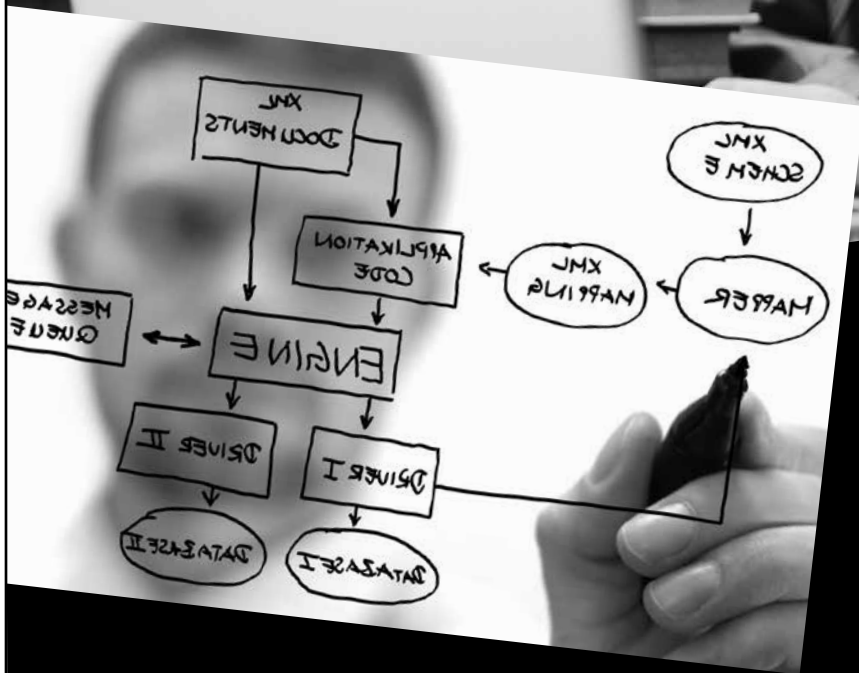 XML
DOCUMENTS
XML
SCHEME
APPLIKATION
CODE
XML
MAPPING
MAPPER
MESSAGE
QUEUE
ENGINE
DRIVER II
DRIVER I
DATABASE II
DATABASE I